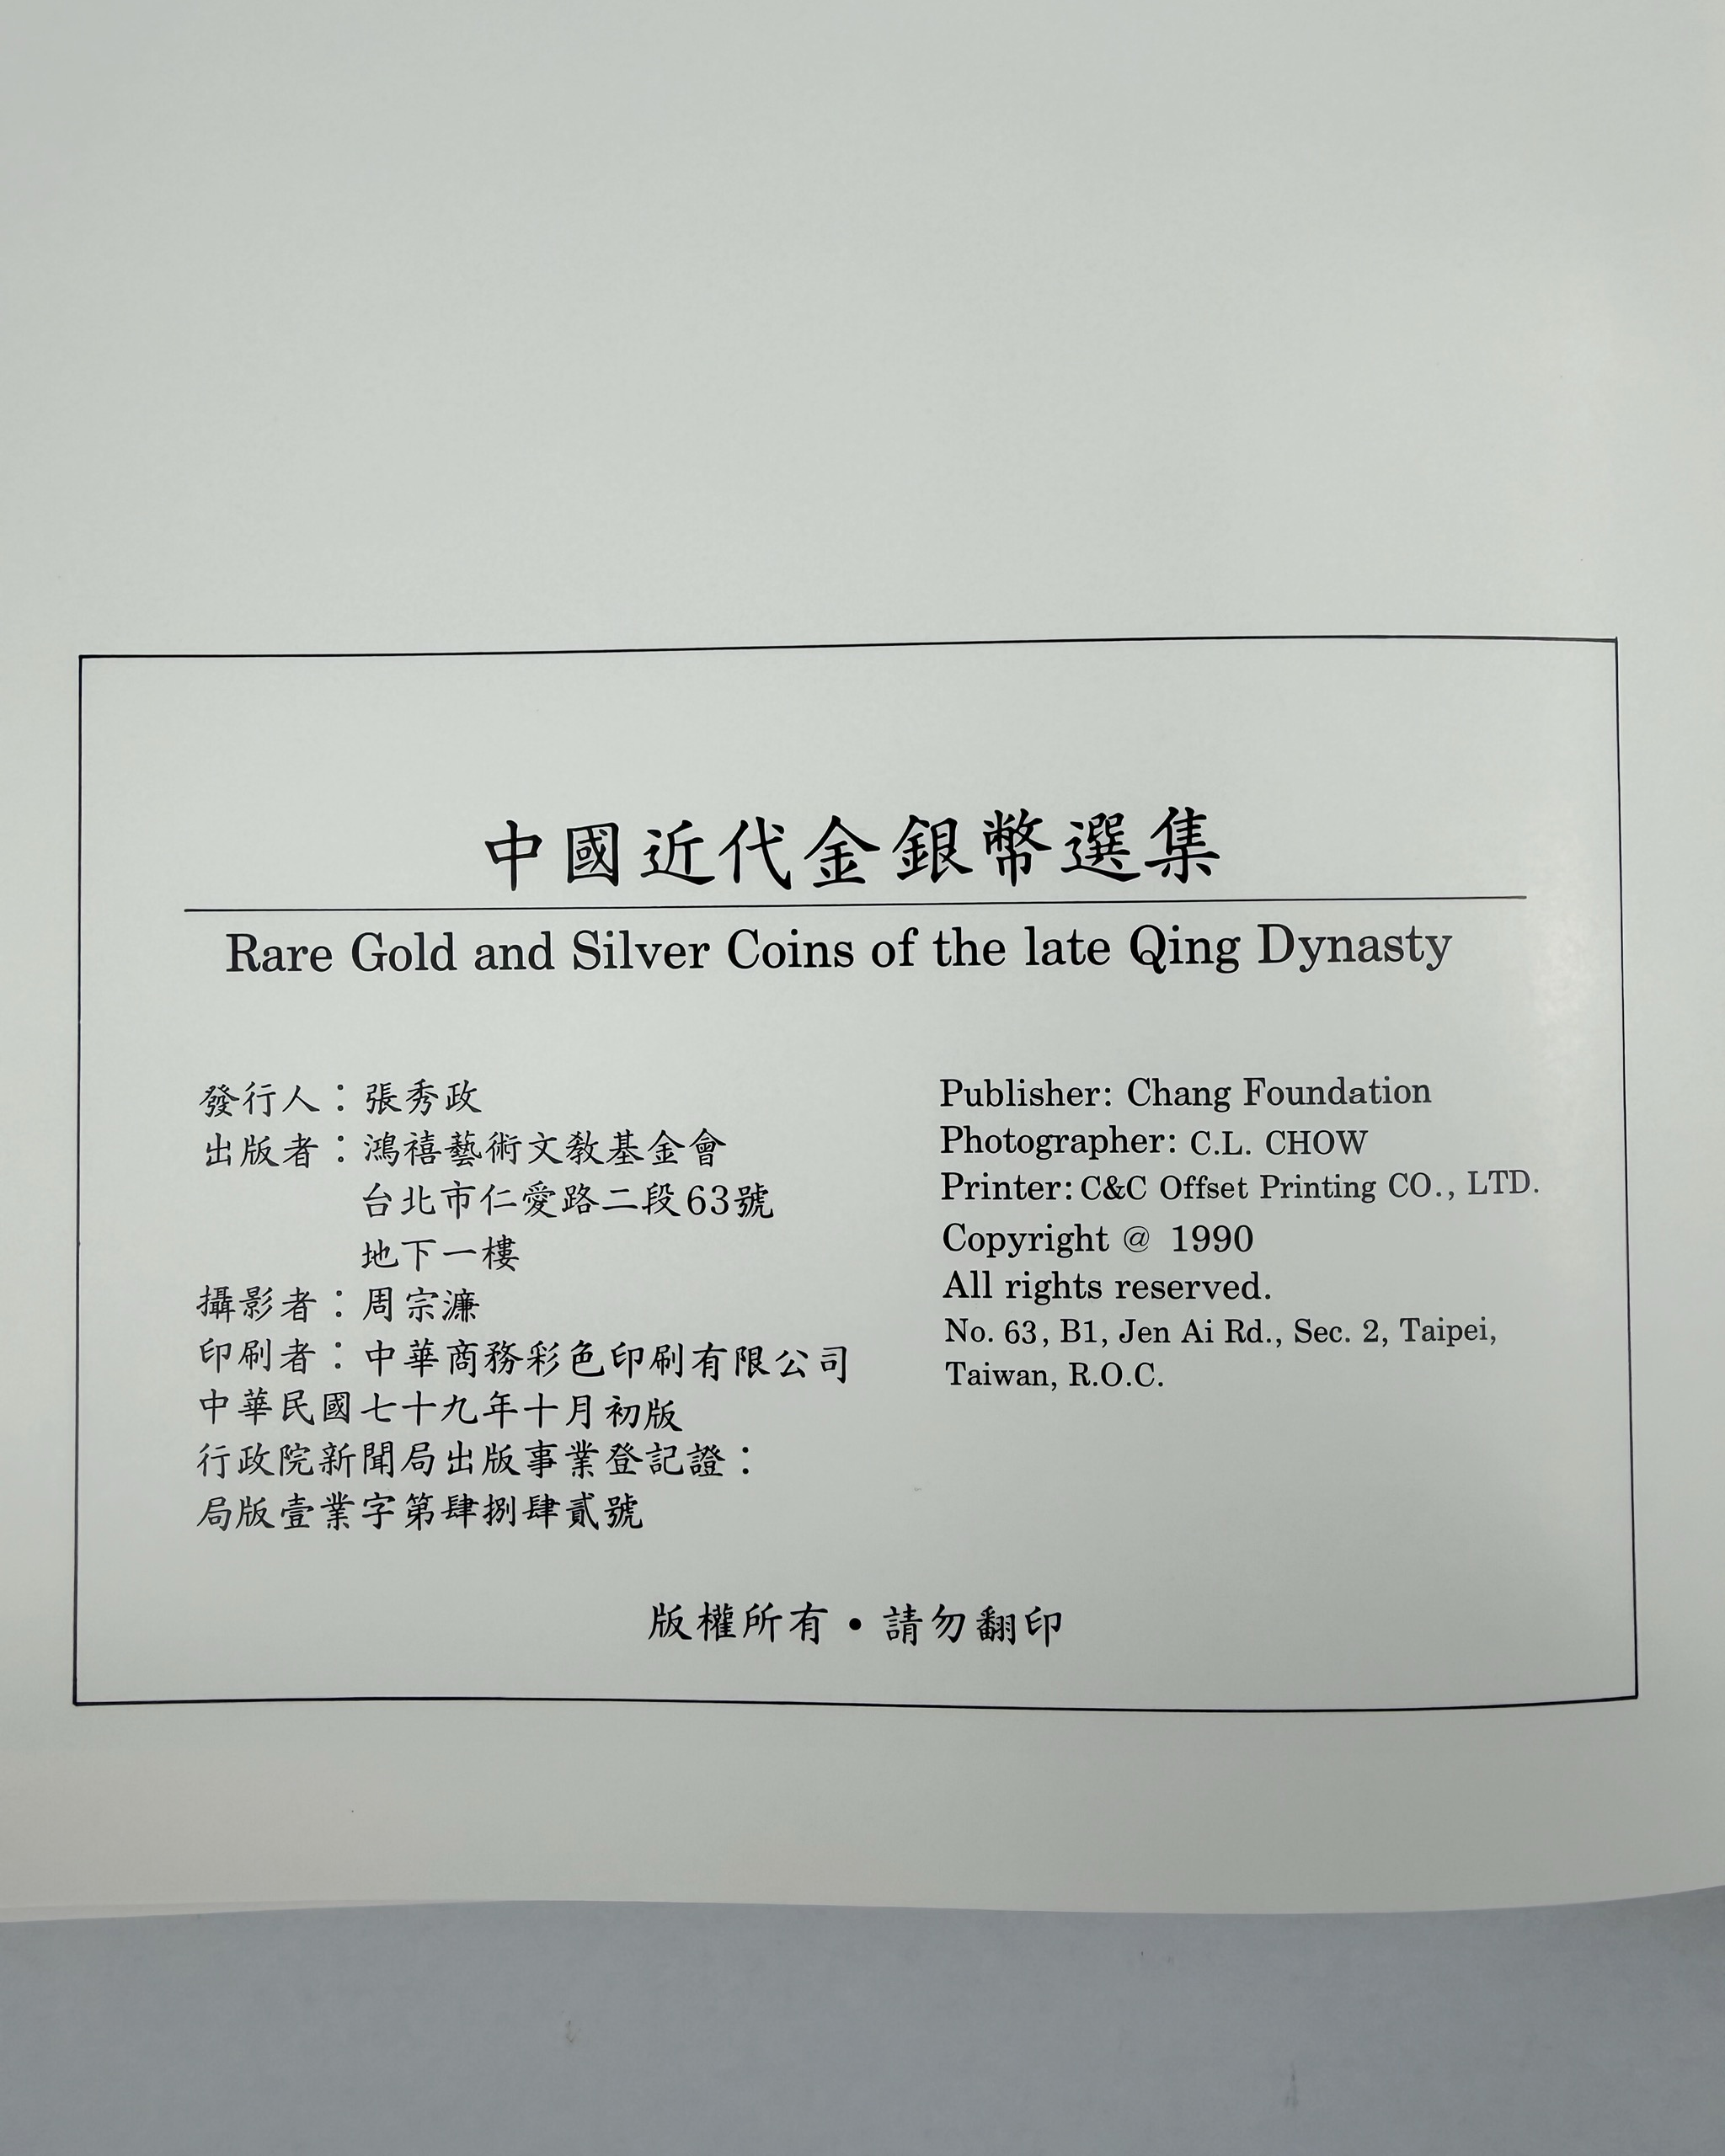 中國近代金銀幣選集
Rare Gold and Silver Coins of the late Qing Dynasty
發行人：張秀政
出版者：鴻禧藝術文教基金會
台北市仁愛路二段63號
地下一樓
攝影者：周宗濂
印刷者：中華商務彩色印刷有限公司
中華民國七十九年十月初版
行政院新聞局出版事業登記證：
局版壹業字第肆捌肆貳號
Publisher: Chang Foundation
Photographer: C.L. CHOW
Printer: C&C Offset Printing CO., LTD.
Copyright @ 1990
All rights reserved.
No. 63, B1, Jen Ai Rd., Sec. 2, Taipei,
Taiwan, R.O.C.
版權所有•請勿翻印